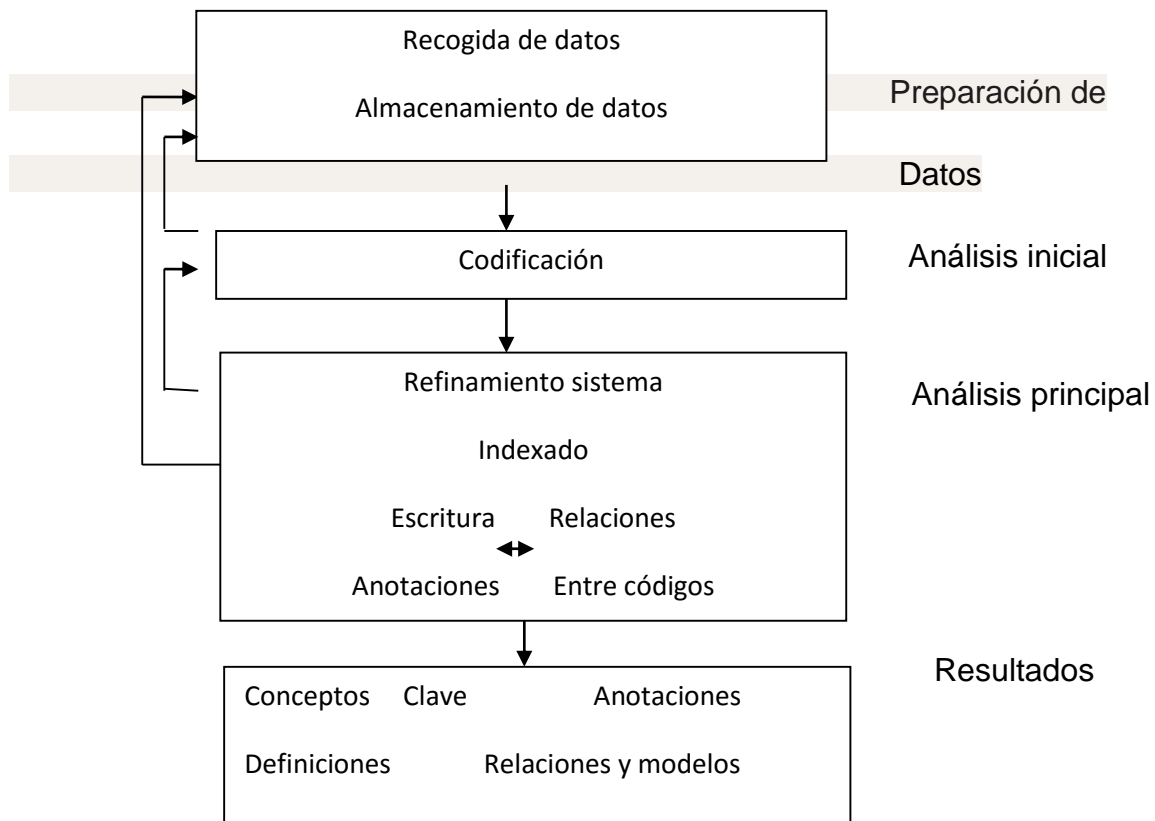 Recogida de datos
Almacenamiento de datos
Preparación de
Datos
Codificación
Análisis inicial
Refinamiento sistema
Análisis principal
Indexado
Escritura Relaciones
Anotaciones Entre códigos
Resultados
Conceptos Clave Anotaciones
Definiciones Relaciones y modelos